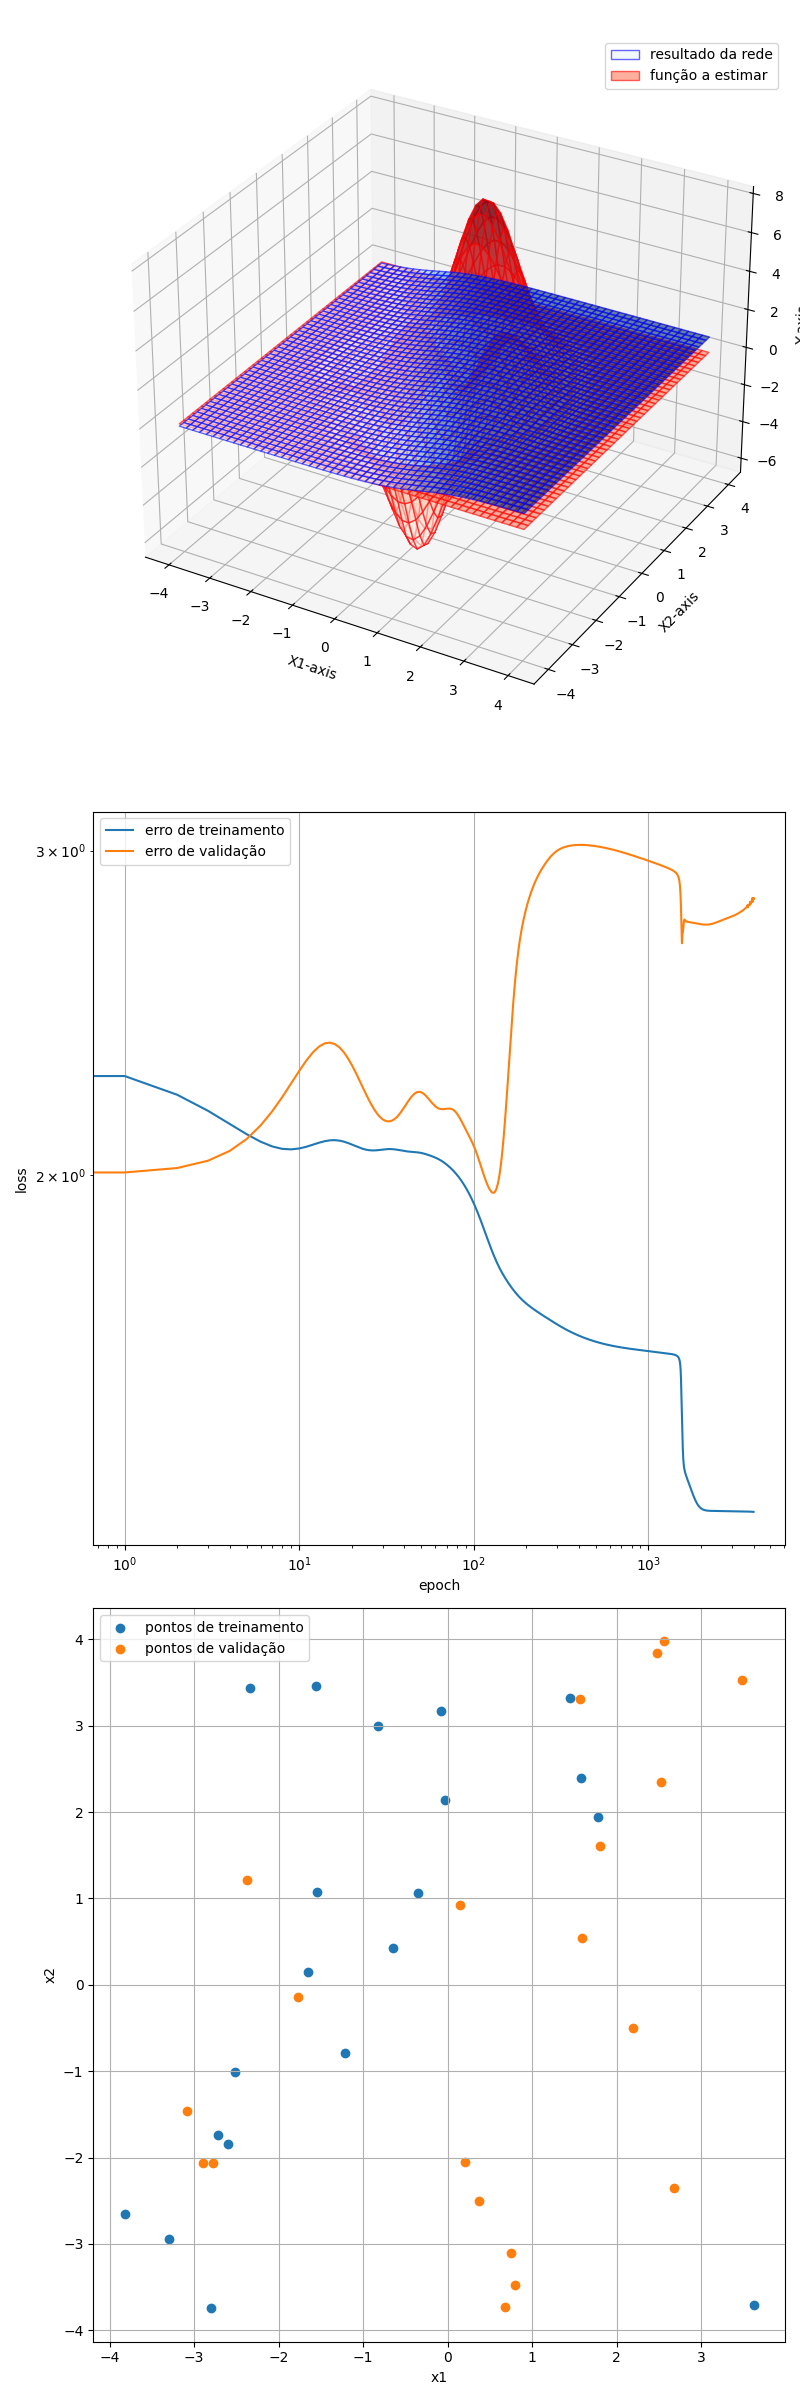 resultado da rede
função a estimar
8
6
4
2
0
−2
−4
−6
−4
−3
−2
−1
0
1
2
3
4
X1-axis
−4
−3
−2
−1
0
1
2
3
4
X2-axis
erro de treinamento
erro de validação
3 × 10⁰
2 × 10⁰
loss
10⁰ 10¹ 10² 10³
epoch
pontos de treinamento
pontos de validação
4
3
2
1
0
−1
−2
−3
−4
x2
−4 −3 −2 −1 0 1 2 3
x1